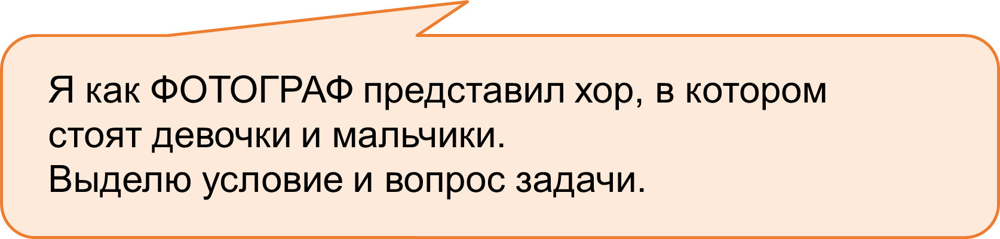 Я как ФОТОГРАФ представил хор, в котором
стоят девочки и мальчики.
Выделю условие и вопрос задачи.